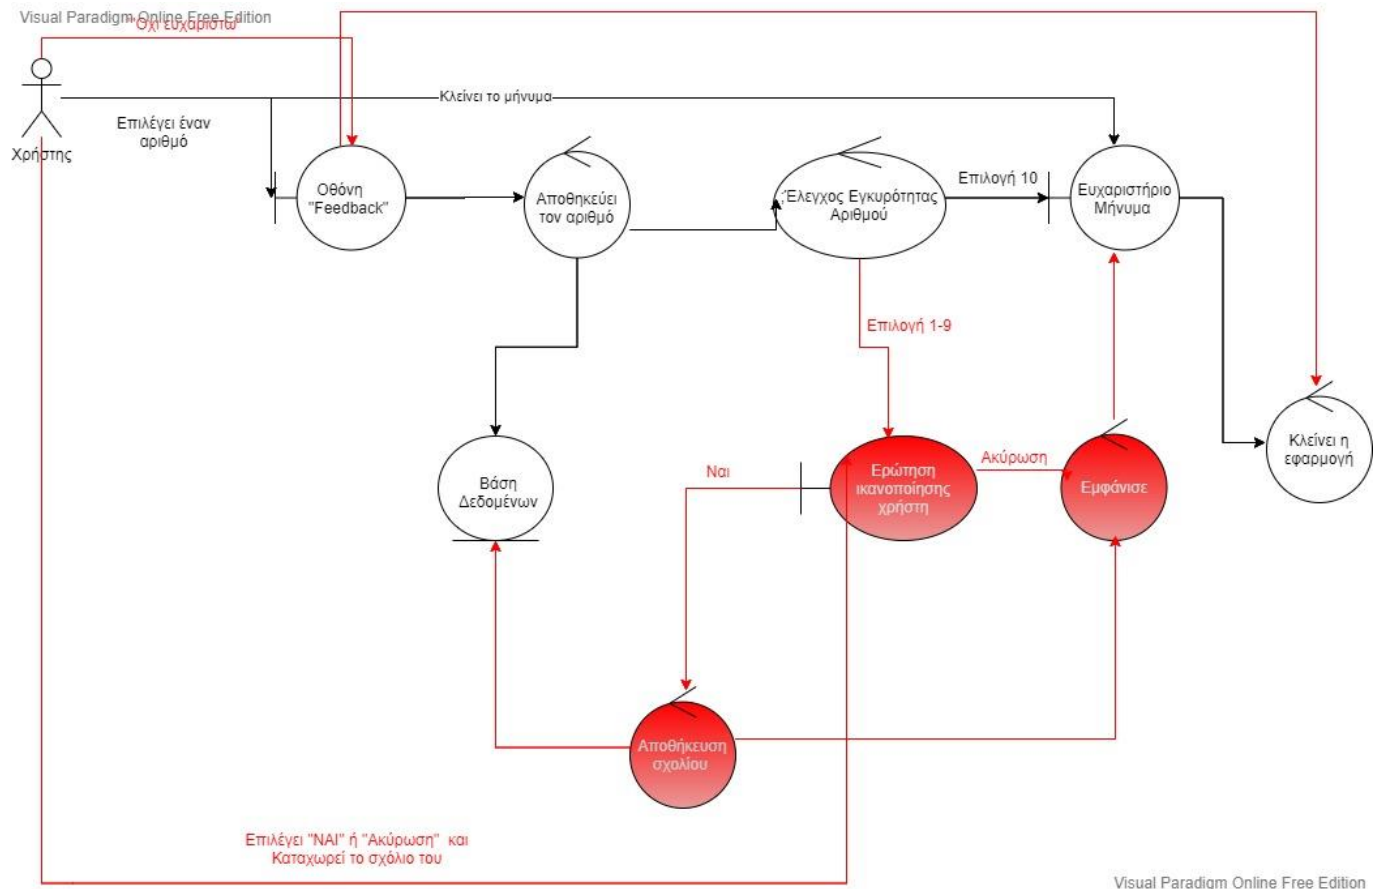 Visual Paradigm Online Free Edition
"Όχι ευχαριστώ"
Κλείνει το μήνυμα
Επιλέγει έναν
αριθμό
Χρήστης
Οθόνη
"Feedback"
Αποθηκεύει
τον αριθμό
Έλεγχος Εγκυρότητας
Αριθμού
Επιλογή 10
Ευχαριστήριο
Μήνυμα
Επιλογή 1-9
Κλείνει η
εφαρμογή
Βάση
Δεδομένων
Ναι
Ερώτηση
ικανοποίησης
χρήστη
Ακύρωση
Εμφάνισε
Αποθήκευση
σχολίου
Επιλέγει "ΝΑΙ" ή "Ακύρωση" και
Καταχωρεί το σχόλιο του
Visual Paradigm Online Free Edition